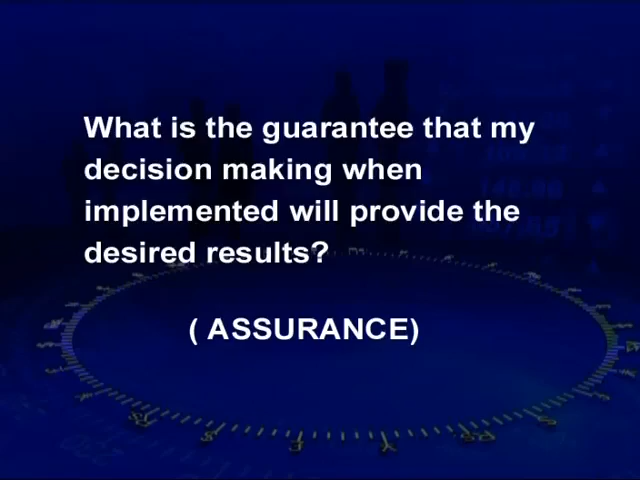 What is the guarantee that my
decision making when
implemented will provide the
desired results?
( ASSURANCE)